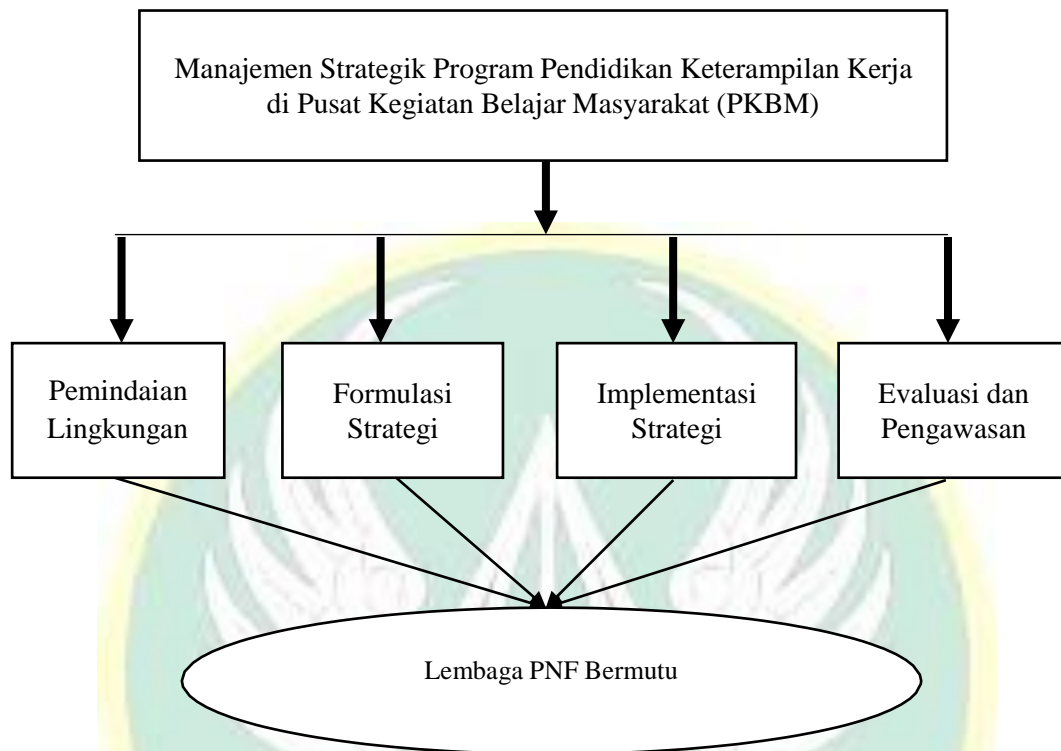 Manajemen Strategik Program Pendidikan Keterampilan Kerja
di Pusat Kegiatan Belajar Masyarakat (PKBM)
Pemindaian
Lingkungan
Formulasi
Strategi
Implementasi
Strategi
Evaluasi dan
Pengawasan
Lembaga PNF Bermutu